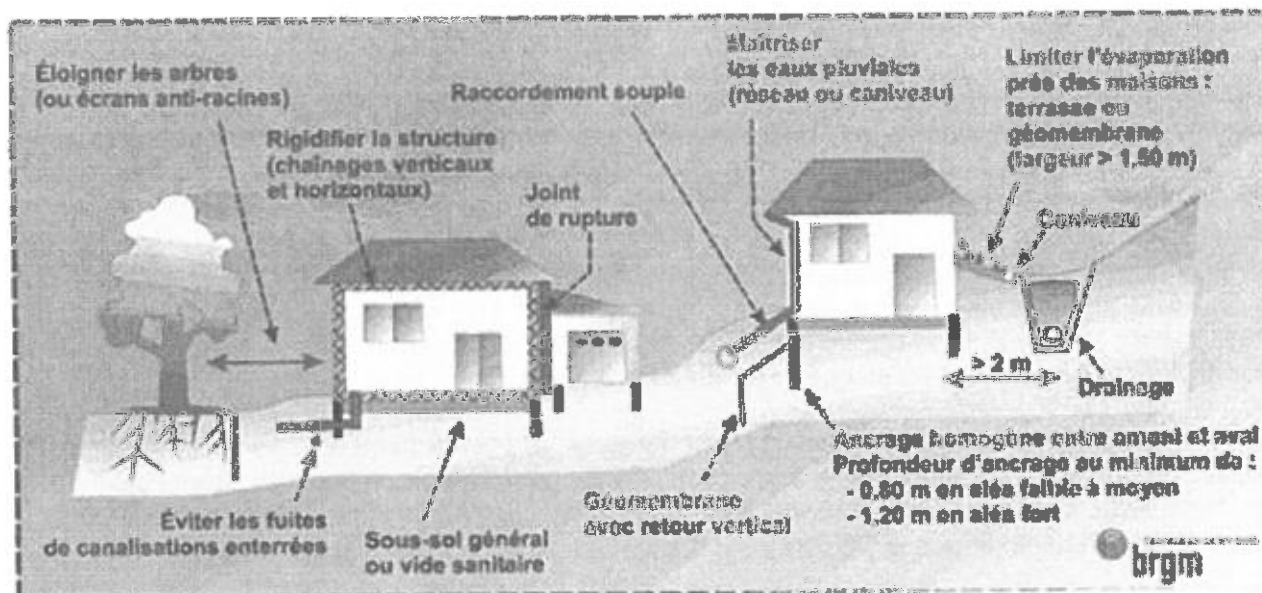 Éloigner les arbres
(ou écrans anti-racines)
Rigidifier la structure
(chaînages verticaux
et horizontaux)
Joint
de rupture
Raccordement souple
Maîtriser
les eaux pluviales
(réseau ou caniveau)
Limiter l'évaporation
près des maisons :
terrasse ou
géomembrane
(largeur > 1,50 m)
Caniveau
> 2 m
Drainage
Ancrage homogène entre amont et aval
Profondeur d'ancrage au minimum de :
- 0,80 m en aléa faible à moyen
- 1,20 m en aléa fort
Géomembrane
avec retour vertical
Sous-sol général
ou vide sanitaire
Éviter les fuites
de canalisations enterrées
brgm